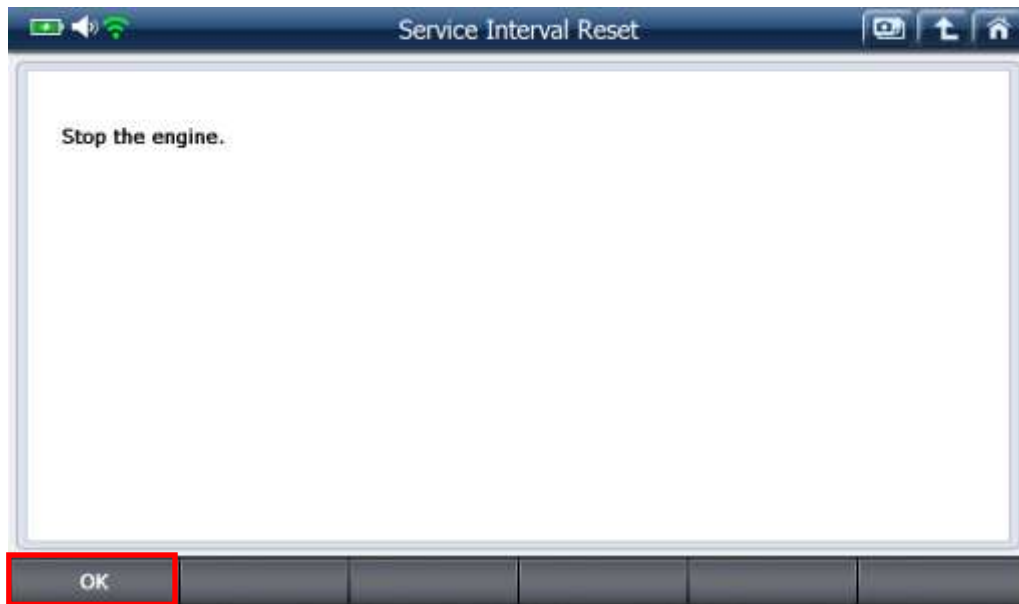 Service Interval Reset
Stop the engine.
OK